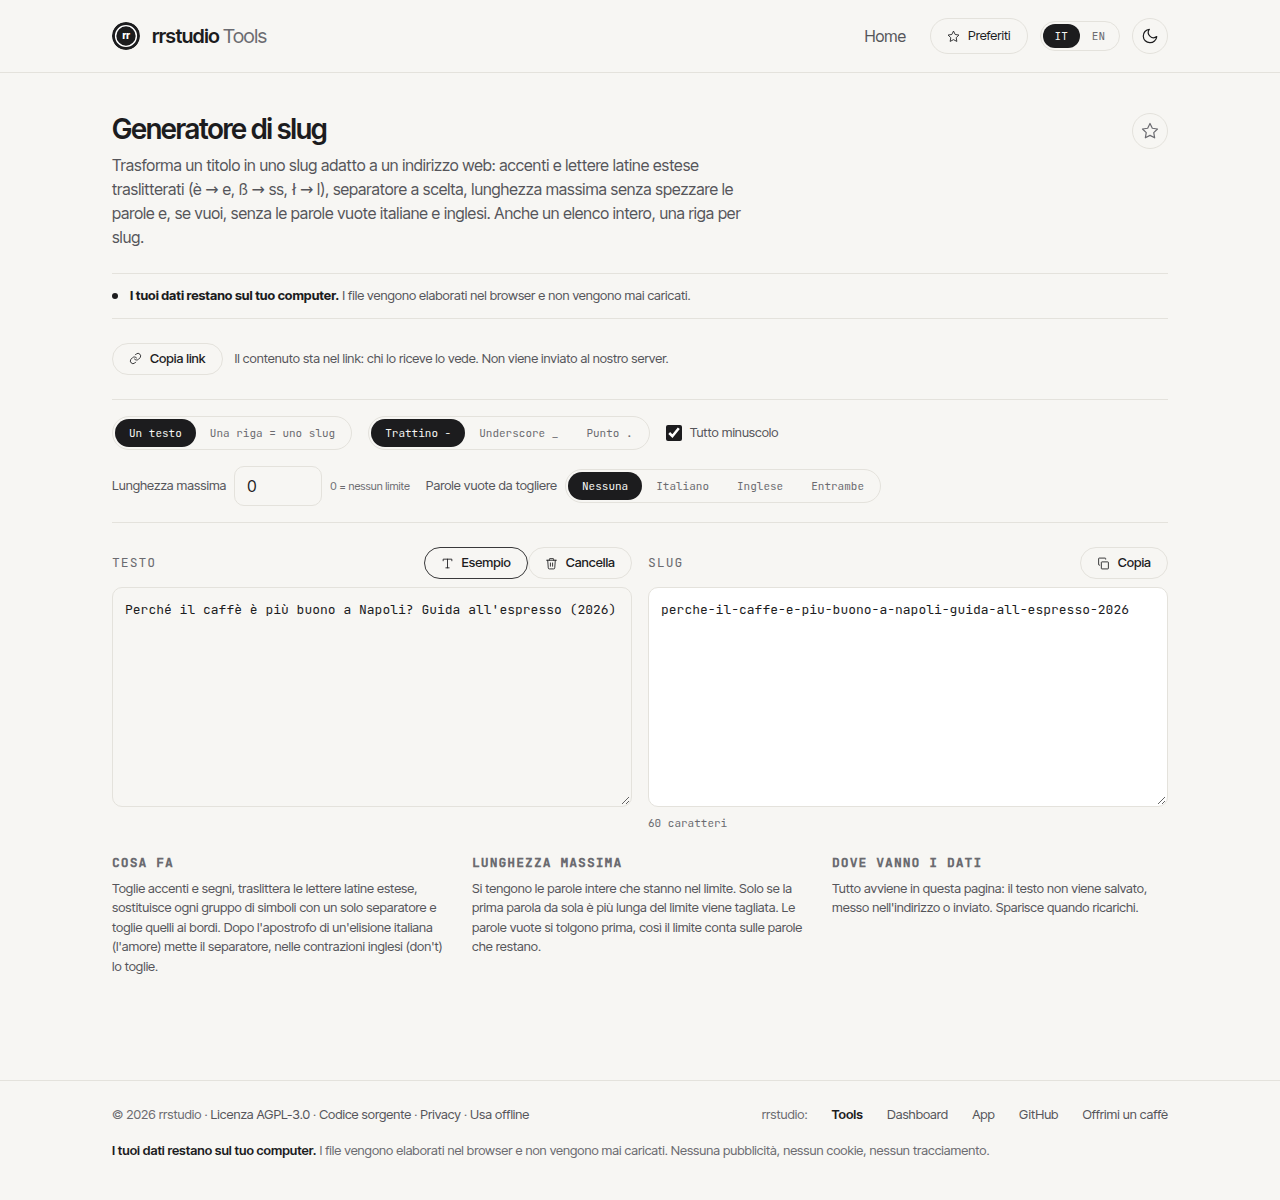 rr rrstudio Tools
Home
Preferiti
IT EN
Generatore di slug
Trasforma un titolo in uno slug adatto a un indirizzo web: accenti e lettere latine estese
traslitterati (è → e, ß → ss, ł → l), separatore a scelta, lunghezza massima senza spezzare le
parole e, se vuoi, senza le parole vuote italiane e inglesi. Anche un elenco intero, una riga per
slug.
I tuoi dati restano sul tuo computer. I file vengono elaborati nel browser e non vengono mai caricati.
Copia link Il contenuto sta nel link: chi lo riceve lo vede. Non viene inviato al nostro server.
Un testo Una riga = uno slug Trattino - Underscore _ Punto . Tutto minuscolo
Lunghezza massima 0 0 = nessun limite Parole vuote da togliere Nessuna Italiano Inglese Entrambe
TESTO Esempio Cancella
Perché il caffè è più buono a Napoli? Guida all'espresso (2026)
SLUG Copia
perche-il-caffe-e-piu-buono-a-napoli-guida-all-espresso-2026
60 caratteri
COSA FA
Toglie accenti e segni, traslittera le lettere latine estese,
sostituisce ogni gruppo di simboli con un solo separatore e
toglie quelli ai bordi. Dopo l'apostrofo di un'elisione italiana
(l'amore) mette il separatore, nelle contrazioni inglesi (don't)
lo toglie.
LUNGHEZZA MASSIMA
Si tengono le parole intere che stanno nel limite. Solo se la
prima parola da sola è più lunga del limite viene tagliata. Le
parole vuote si tolgono prima, così il limite conta sulle parole
che restano.
DOVE VANNO I DATI
Tutto avviene in questa pagina: il testo non viene salvato,
messo nell'indirizzo o inviato. Sparisce quando ricarichi.
© 2026 rrstudio · Licenza AGPL-3.0 · Codice sorgente · Privacy · Usa offline
rrstudio: Tools Dashboard App GitHub Offrimi un caffè
I tuoi dati restano sul tuo computer. I file vengono elaborati nel browser e non vengono mai caricati. Nessuna pubblicità, nessun cookie, nessun tracciamento.